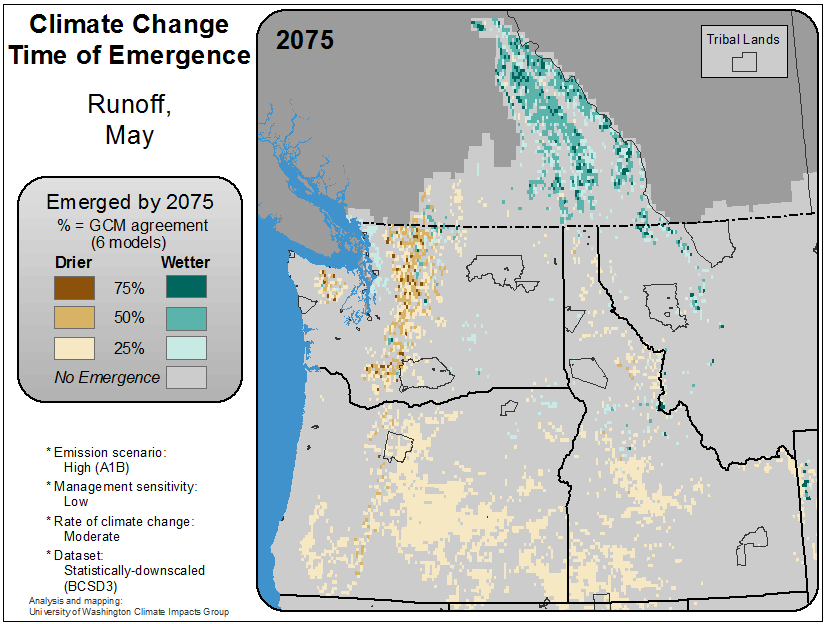 Climate Change
Time of Emergence
Runoff,
May
Emerged by 2075
% = GCM agreement
(6 models)
Drier Wetter
75%
50%
25%
No Emergence
* Emission scenario:
High (A1B)
* Management sensitivity:
Low
* Rate of climate change:
Moderate
* Dataset:
Statistically-downscaled
(BCSD3)
Analysis and mapping:
University of Washington Climate Impacts Group
2075
Tribal Lands